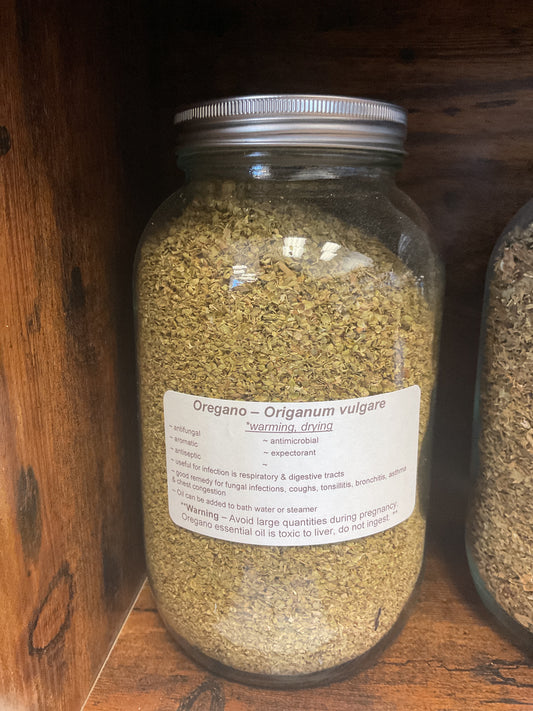 Oregano – Origanum vulgare
*warming, drying
~ antifungal
~ aromatic
~ antiseptic
~ antimicrobial
~ expectorant
~
~ useful for infection is respiratory & digestive tracts
~ good remedy for fungal infections, coughs, tonsillitis, bronchitis, asthma
& chest congestion
~ Oil can be added to bath water or steamer
**Warning – Avoid large quantities during pregnancy.
Oregano essential oil is toxic to liver, do not ingest. **